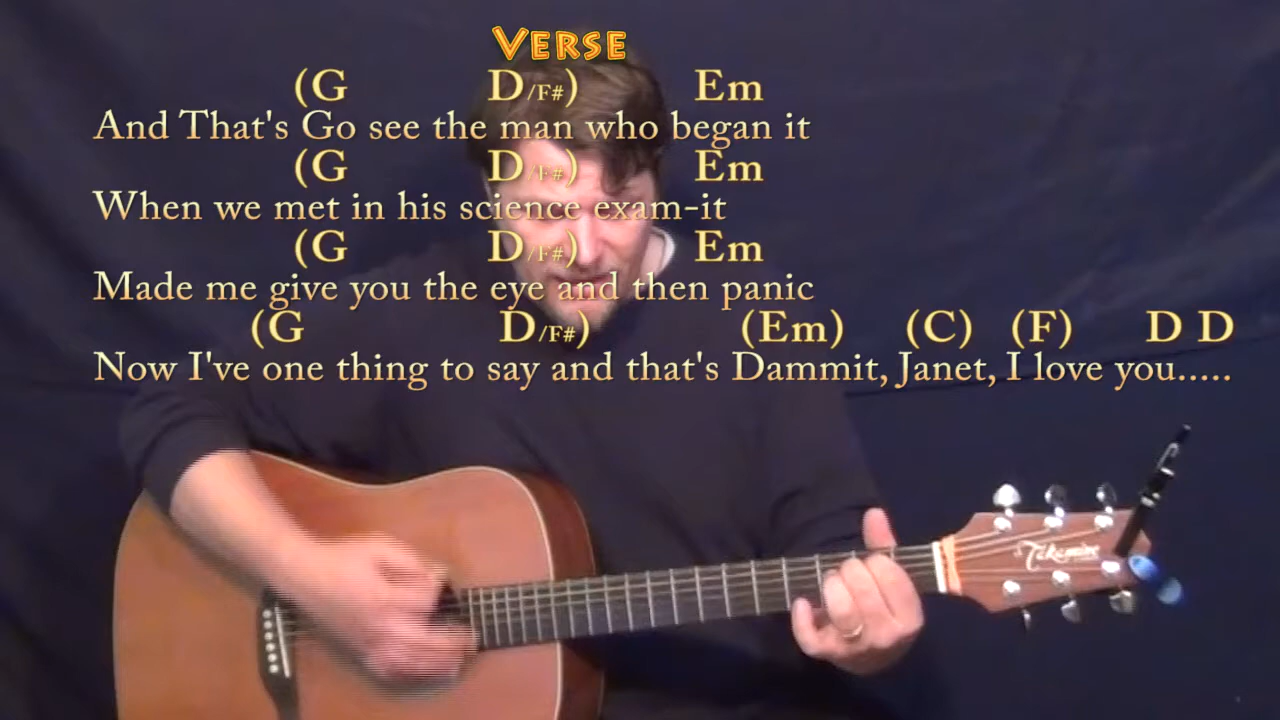 VERSE
(G D/F#) Em
And That's Go see the man who began it
(G D/F#) Em
When we met in his science exam-it
(G D/F#) Em
Made me give you the eye and then panic
(G D/F#) (Em) (C) (F) D D
Now I've one thing to say and that's Dammit, Janet, I love you.....
Takamine